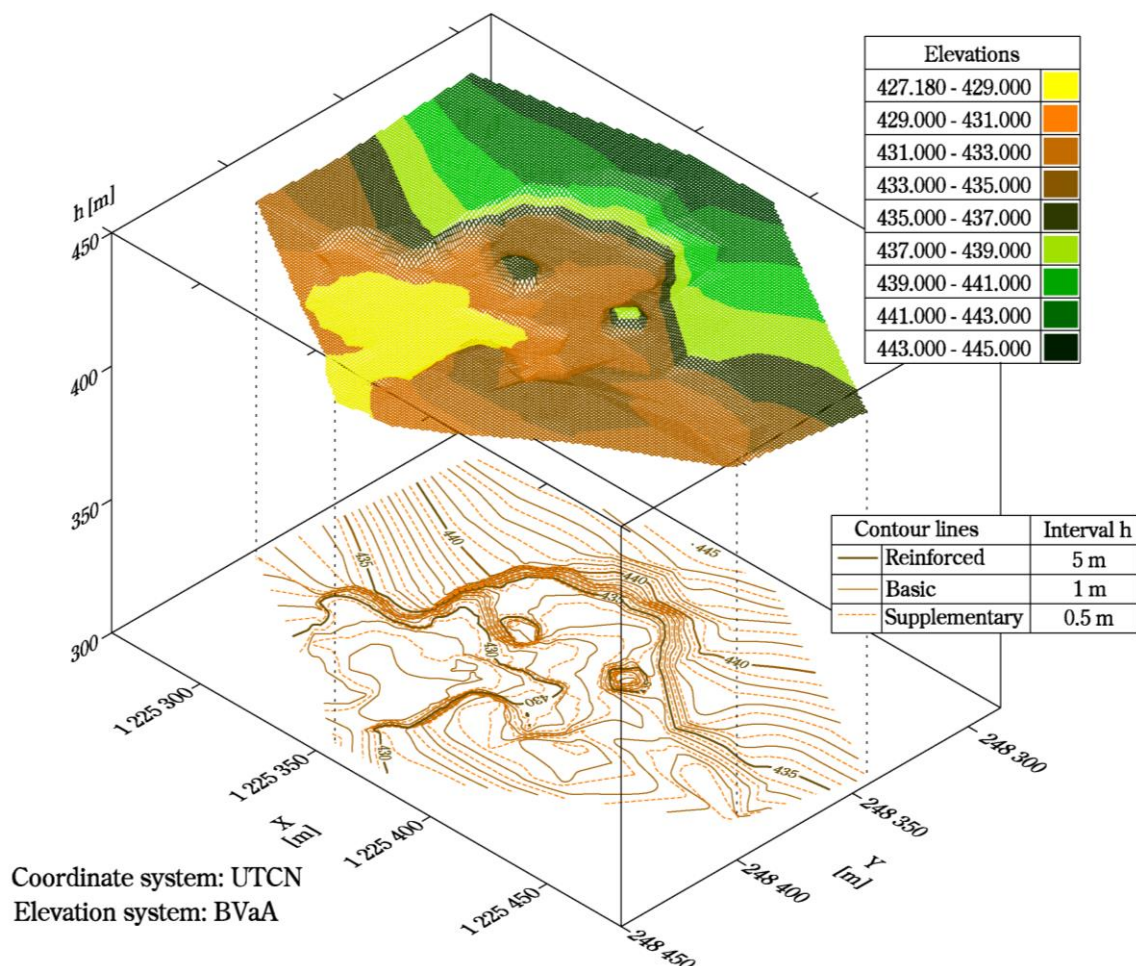 Elevations
427.180 - 429.000
429.000 - 431.000
431.000 - 433.000
433.000 - 435.000
435.000 - 437.000
437.000 - 439.000
439.000 - 441.000
441.000 - 443.000
443.000 - 445.000
h [m]
450
400
350
300
Contour lines Interval h
Reinforced 5 m
Basic 1 m
Supplementary 0.5 m
445
440
435
440
435
430
440
430
430
435
1 225 300
1 225 350
1 225 400
1 225 450
X
[m]
248 300
248 350
248 400
248 450
Y
[m]
Coordinate system: UTCN
Elevation system: BVaA